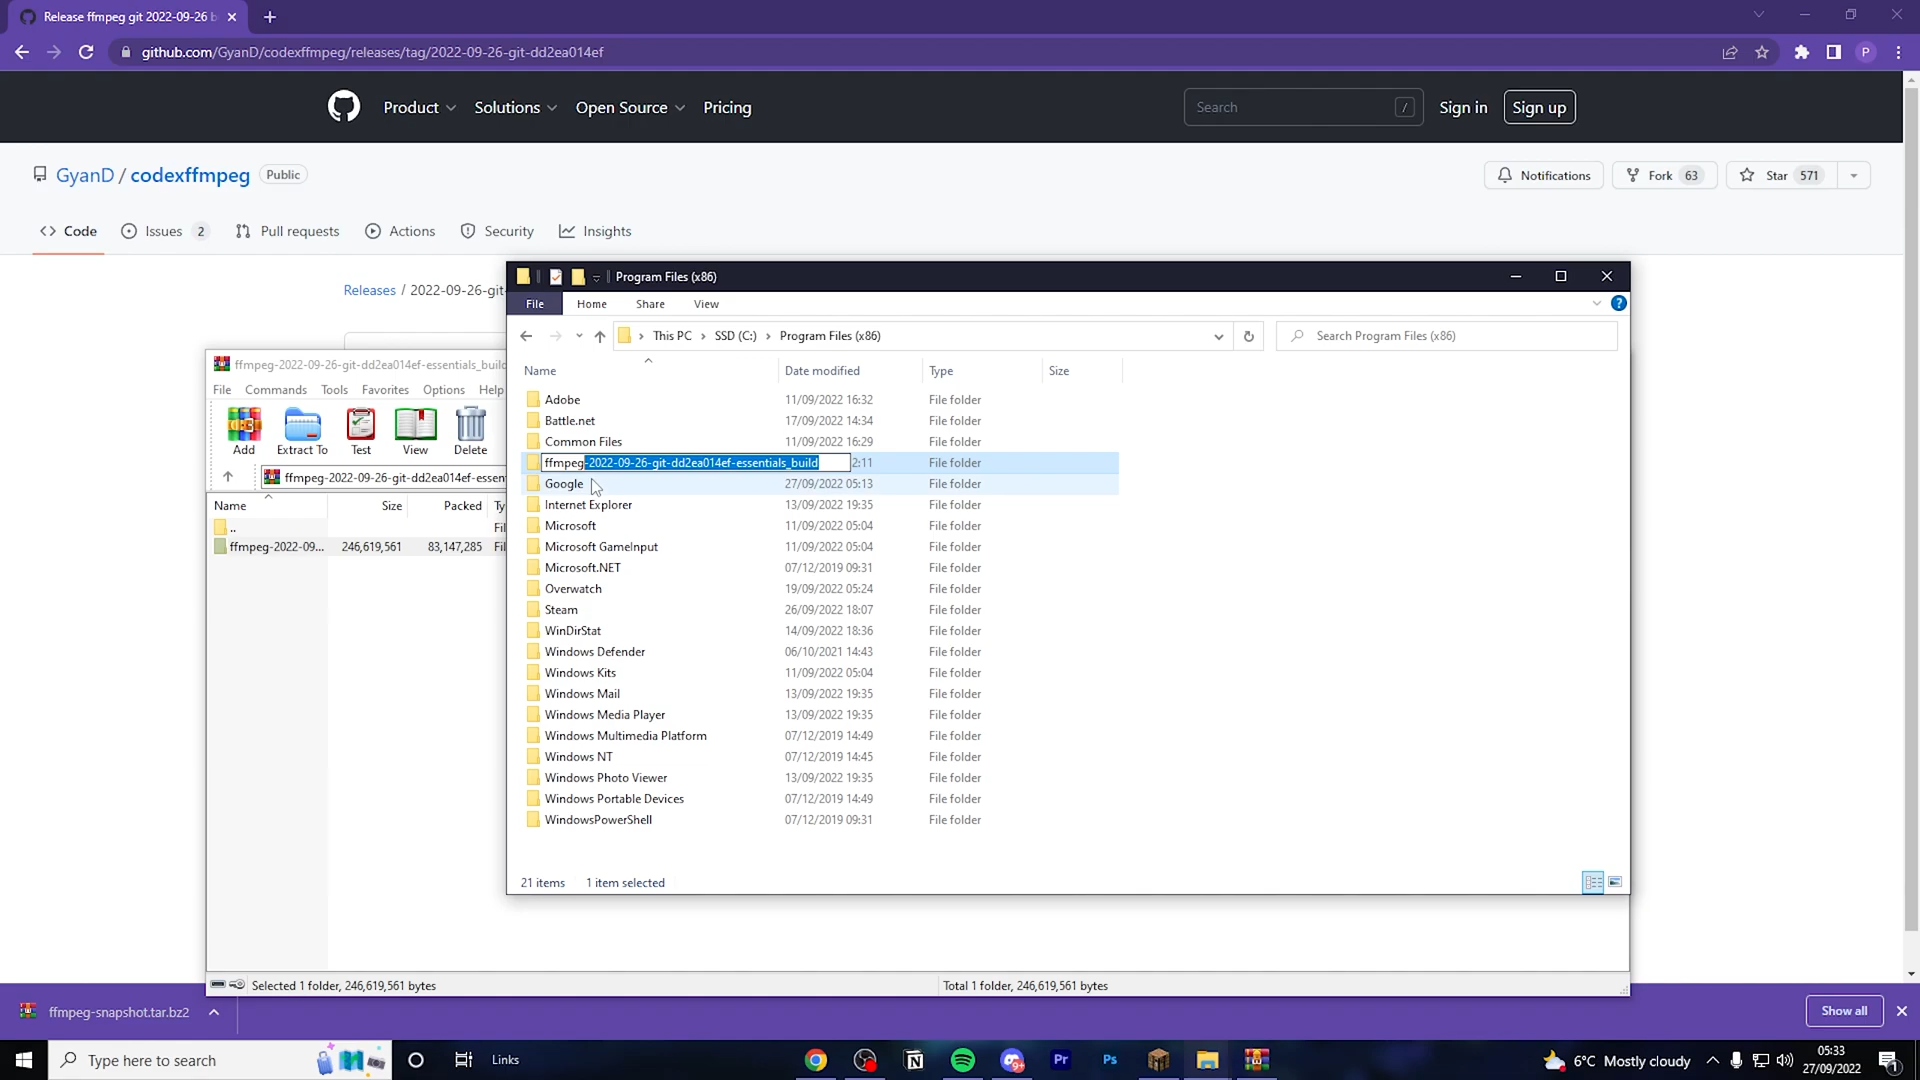 Release ffmpeg git 2022-09-26 b
github.com/GyanD/codexffmpeg/releases/tag/2022-09-26-git-dd2ea014ef
P
Product Solutions Open Source Pricing
Search /
Sign in Sign up
GyanD / codexffmpeg Public
Notifications Fork 63 Star 571
Code Issues 2 Pull requests Actions Security Insights
Releases / 2022-09-26-git-
Program Files (x86)
File Home Share View
This PC > SSD (C:) > Program Files (x86)
Search Program Files (x86)
Name Date modified Type Size
Adobe 11/09/2022 16:32 File folder
Battle.net 17/09/2022 14:34 File folder
Common Files 11/09/2022 16:29 File folder
ffmpeg-2022-09-26-git-dd2ea014ef-essentials_build 2:11 File folder
Google 27/09/2022 05:13 File folder
Internet Explorer 13/09/2022 19:35 File folder
Microsoft 11/09/2022 05:04 File folder
Microsoft GameInput 11/09/2022 05:04 File folder
Microsoft.NET 07/12/2019 09:31 File folder
Overwatch 19/09/2022 05:24 File folder
Steam 26/09/2022 18:07 File folder
WinDirStat 14/09/2022 18:36 File folder
Windows Defender 06/10/2021 14:43 File folder
Windows Kits 11/09/2022 05:04 File folder
Windows Mail 13/09/2022 19:35 File folder
Windows Media Player 13/09/2022 19:35 File folder
Windows Multimedia Platform 07/12/2019 14:49 File folder
Windows NT 07/12/2019 14:45 File folder
Windows Photo Viewer 13/09/2022 19:35 File folder
Windows Portable Devices 07/12/2019 14:49 File folder
WindowsPowerShell 07/12/2019 09:31 File folder
21 items 1 item selected
ffmpeg-2022-09-26-git-dd2ea014ef-essentials_build
File Commands Tools Favorites Options Help
Add Extract To Test View Delete
ffmpeg-2022-09-26-git-dd2ea014ef-essen
Name Size Packed Ty
.. Fil
ffmpeg-2022-09... 246,619,561 83,147,285 Fil
Selected 1 folder, 246,619,561 bytes
Total 1 folder, 246,619,561 bytes
ffmpeg-snapshot.tar.bz2
Show all
Type here to search
Links
Pr Ps
6°C Mostly cloudy
05:33
27/09/2022
1